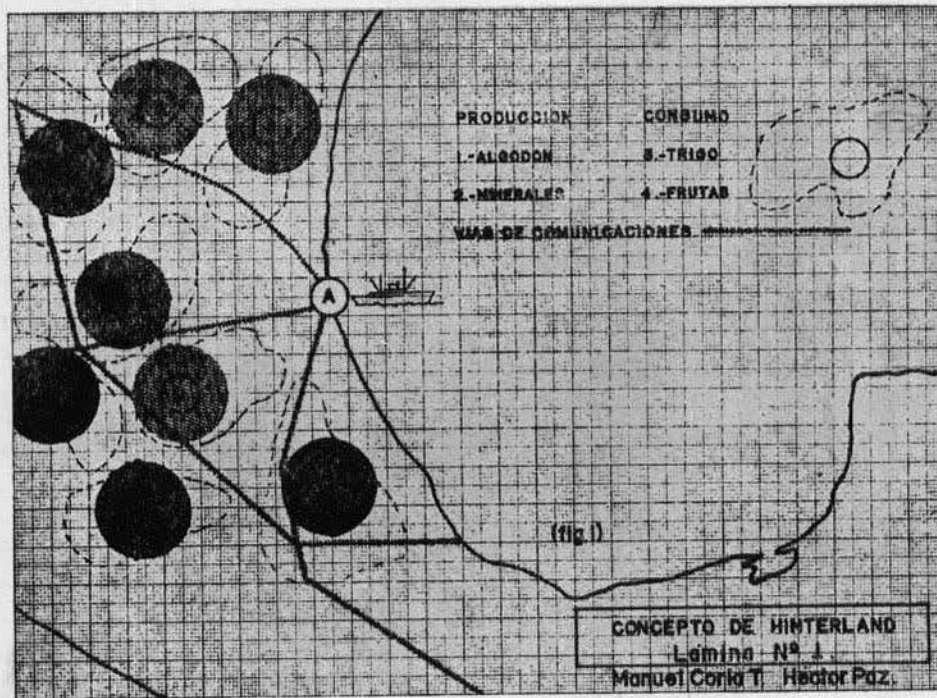 PRODUCCION CONSUMO
1.-ALGODON 3.-TRIGO
2.-MINERALES 4.-FRUTAS
VIAS DE COMUNICACIONES
A
(fig.1)
CONCEPTO DE HINTERLAND
Lamina Nº 1.
Manuel Coria T. Hector Paz.